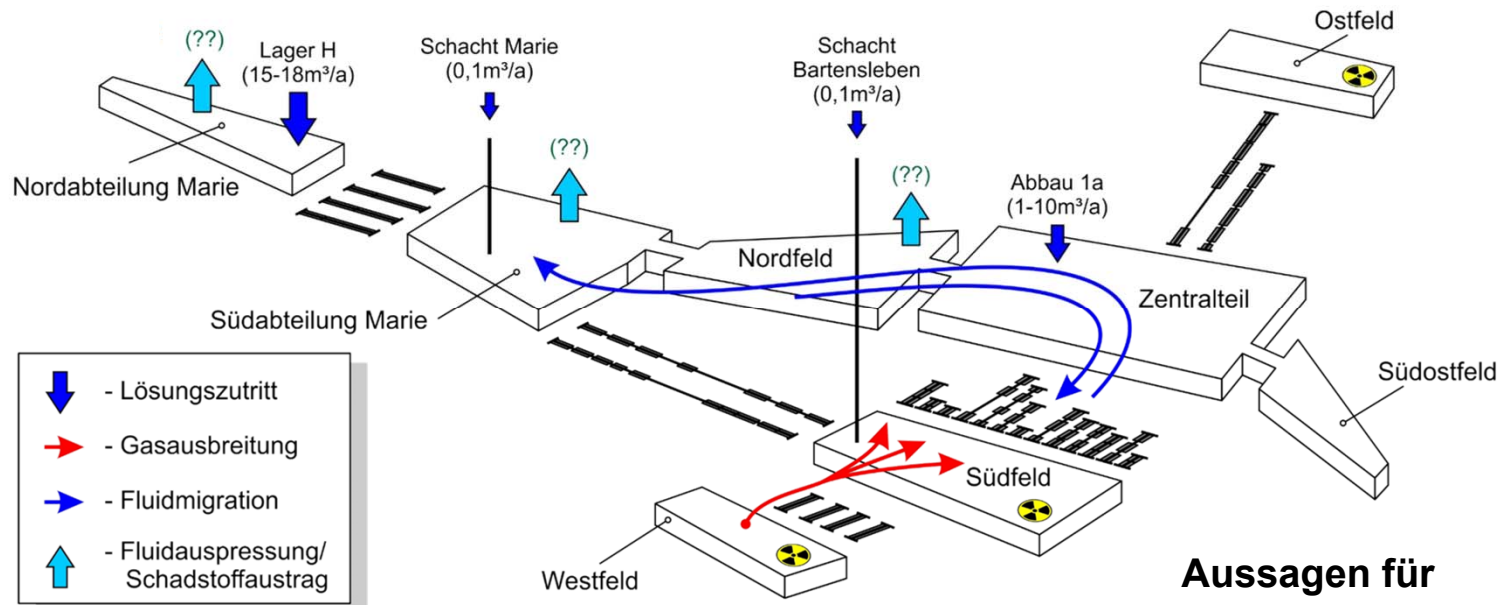 (??)
Lager H
(15-18m³/a)
Schacht Marie
(0,1m³/a)
Schacht
Bartensleben
(0,1m³/a)
Ostfeld
(??)
(??)
Abbau 1a
(1-10m³/a)
Nordabteilung Marie
Nordfeld
Zentralteil
Südabteilung Marie
Südostfeld
- Lösungszutritt
- Gasausbreitung
- Fluidmigration
- Fluidauspressung/
Schadstoffaustrag
Südfeld
Westfeld
Aussagen für